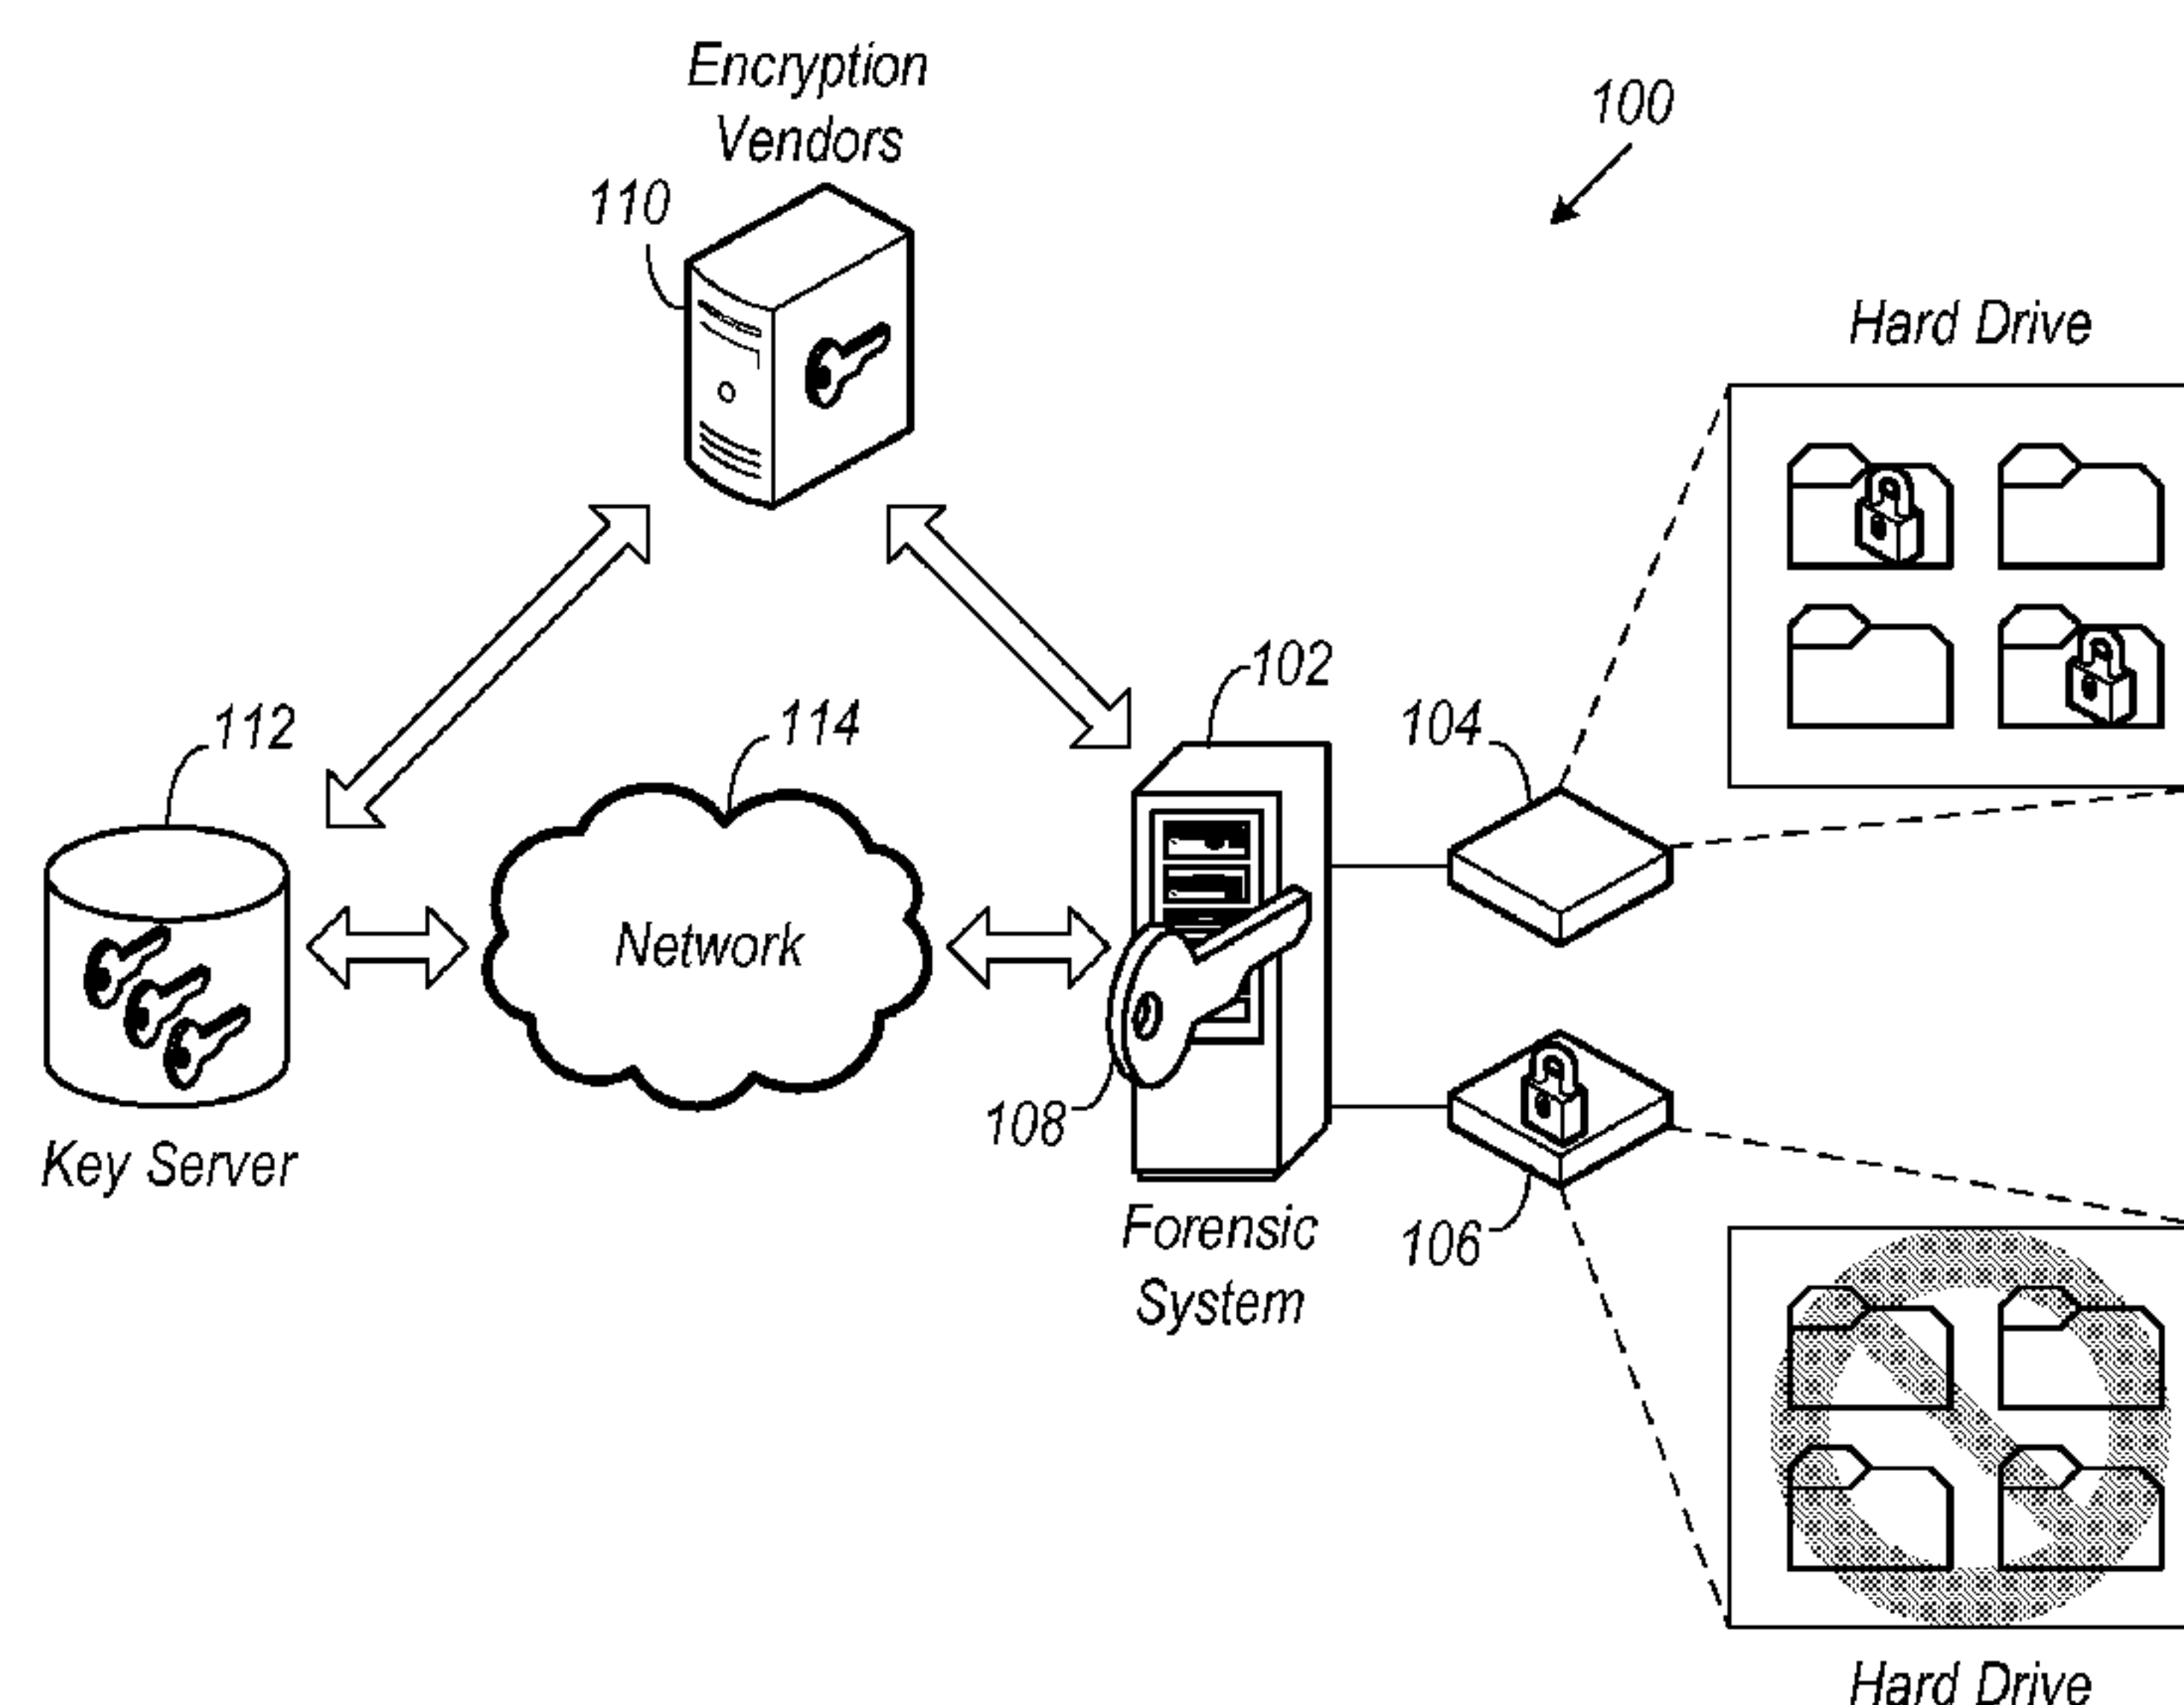 Encryption
Vendors
100
110
Hard Drive
102
112
114
104
Network
108
Key Server
Forensic
System
106
Hard Drive